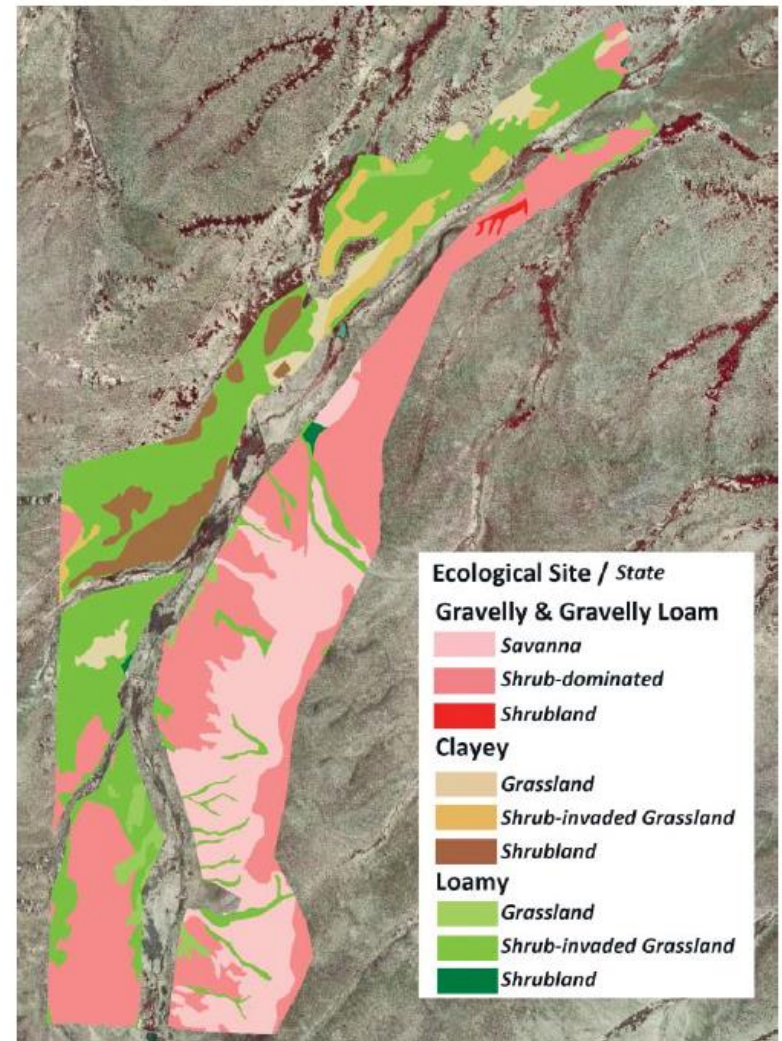 Ecological Site / State
Gravelly & Gravelly Loam
Savanna
Shrub-dominated
Shrubland
Clayey
Grassland
Shrub-invaded Grassland
Shrubland
Loamy
Grassland
Shrub-invaded Grassland
Shrubland